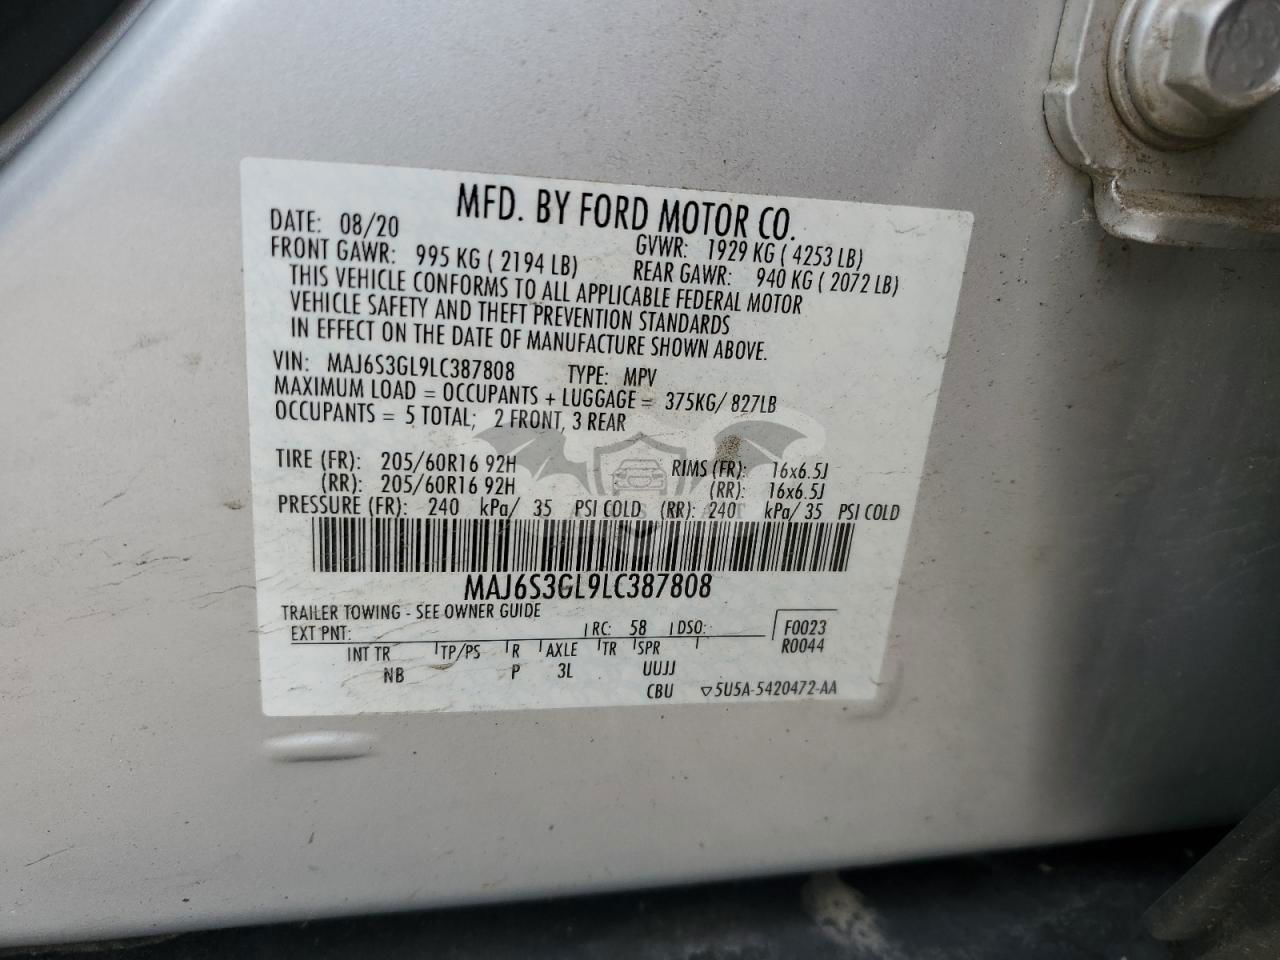 MFD. BY FORD MOTOR CO.
DATE: 08/20 GVWR: 1929 KG ( 4253 LB)
FRONT GAWR: 995 KG ( 2194 LB) REAR GAWR: 940 KG ( 2072 LB)
THIS VEHICLE CONFORMS TO ALL APPLICABLE FEDERAL MOTOR
VEHICLE SAFETY AND THEFT PREVENTION STANDARDS
IN EFFECT ON THE DATE OF MANUFACTURE SHOWN ABOVE.
VIN: MAJ6S3GL9LC387808 TYPE: MPV
MAXIMUM LOAD = OCCUPANTS + LUGGAGE = 375KG/ 827LB
OCCUPANTS = 5 TOTAL; 2 FRONT, 3 REAR
TIRE (FR): 205/60R16 92H RIMS (FR): 16x6.5J
(RR): 205/60R16 92H (RR): 16x6.5J
PRESSURE (FR): 240 kPa/ 35 PSI COLD (RR): 240 kPa/ 35 PSI COLD
MAJ6S3GL9LC387808
TRAILER TOWING - SEE OWNER GUIDE
EXT PNT: RC: 58 DSO: F0023
R0044
INT TR TP/PS R AXLE TR SPR
NB P 3L UUJJ
CBU ▽5U5A-5420472-AA